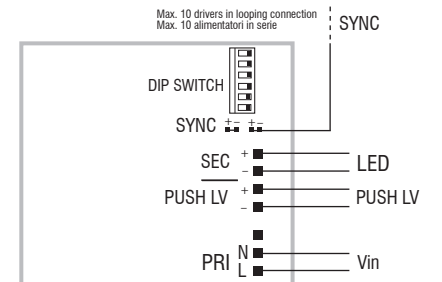 Max. 10 drivers in looping connection
Max. 10 alimentatori in serie
SYNC
DIP SWITCH
SYNC + − + −
SEC + − LED
PUSH LV + − PUSH LV
PRI N L Vin